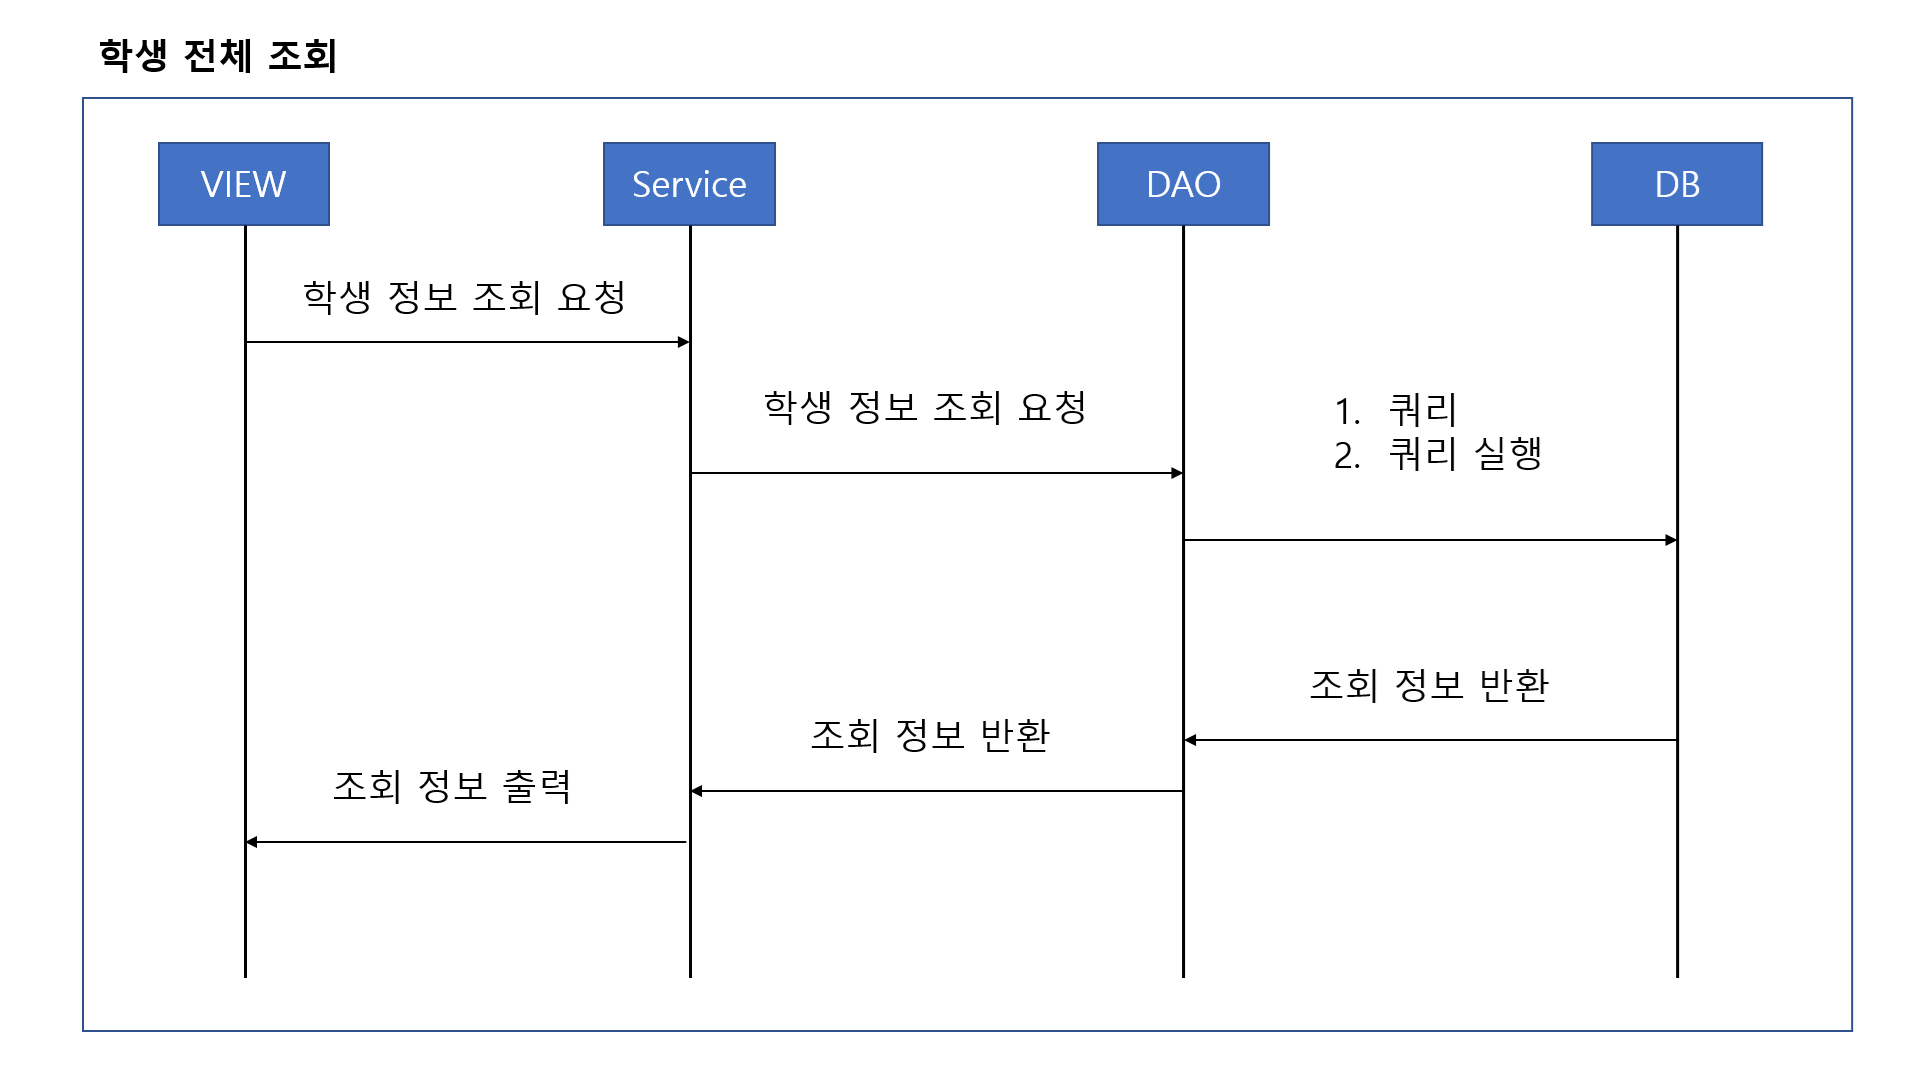 학생 전체 조회
VIEW
Service
DAO
DB
학생 정보 조회 요청
학생 정보 조회 요청
1. 쿼리
2. 쿼리 실행
조회 정보 반환
조회 정보 반환
조회 정보 출력